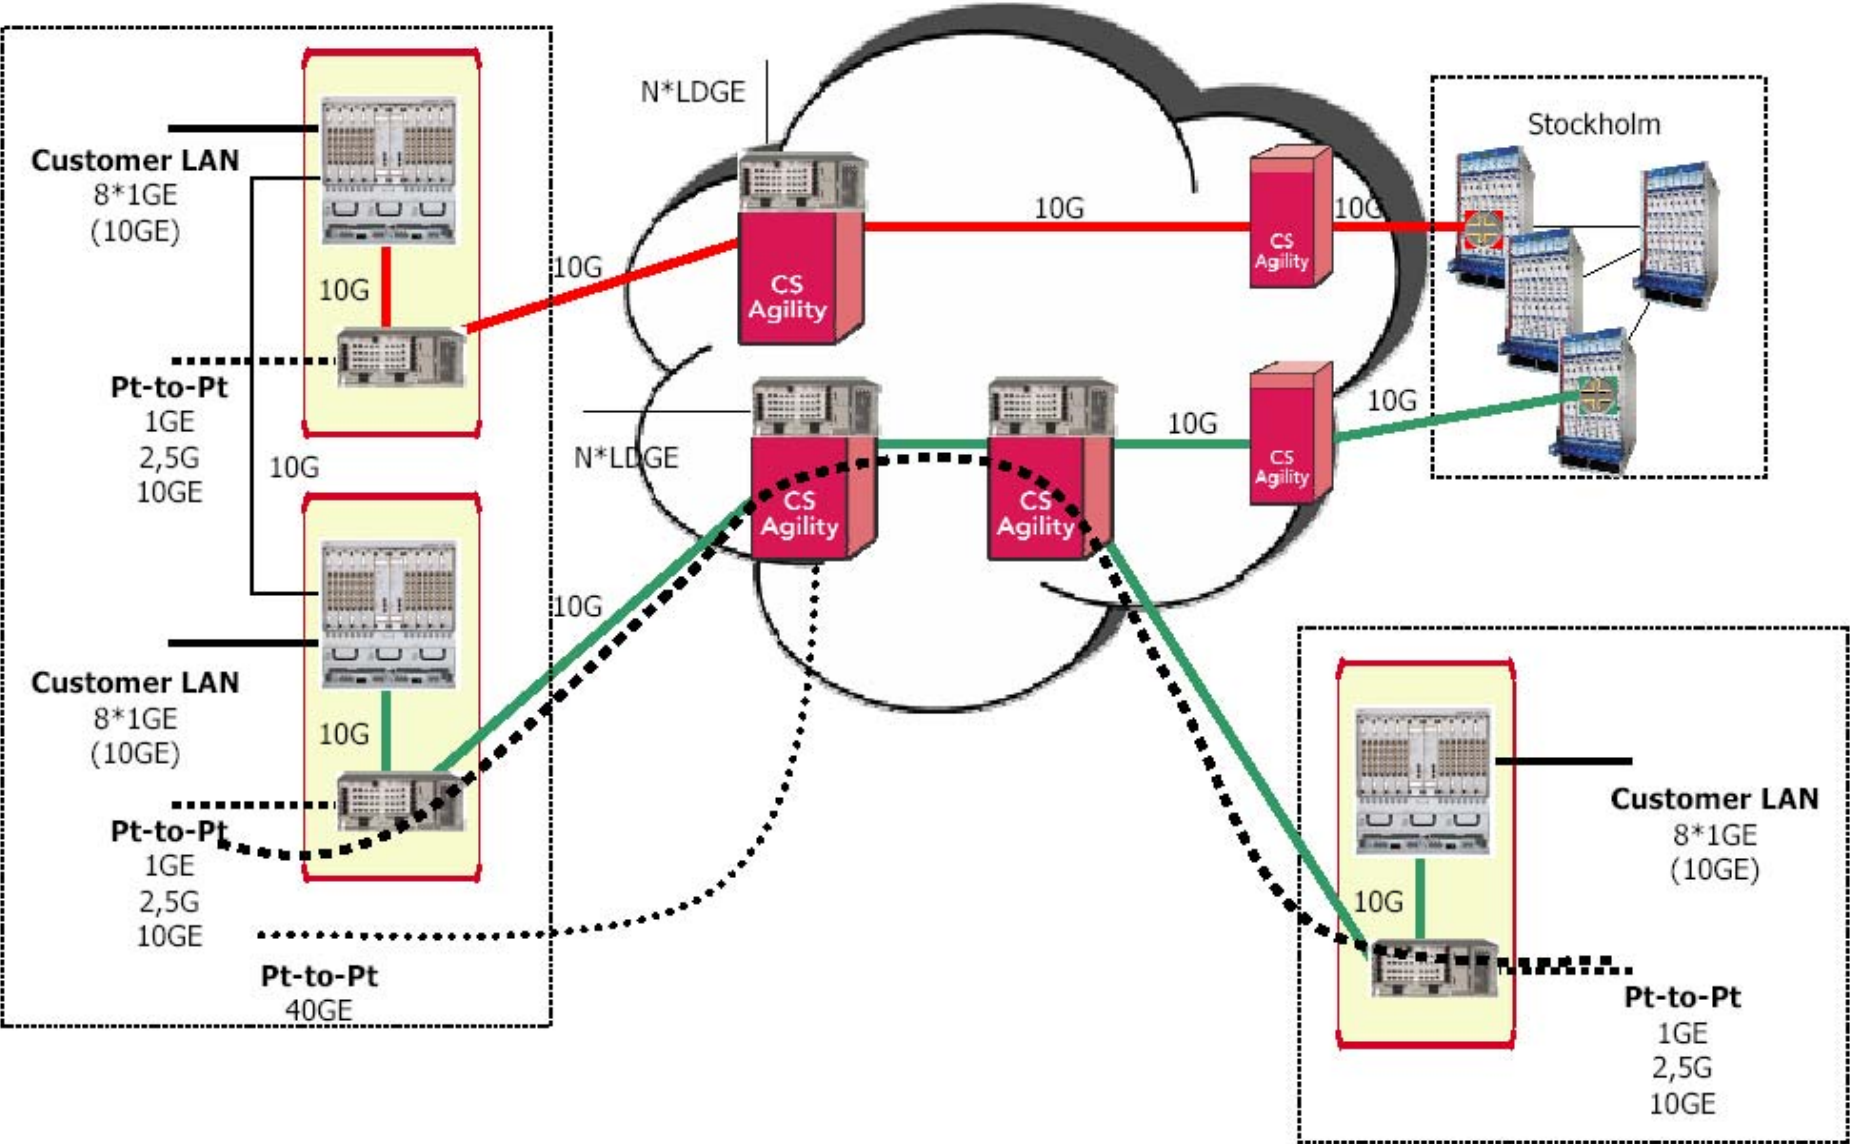 N*LDGE
Stockholm
Customer LAN
8*1GE
(10GE)
10G
10G
10G
10G
CS
Agility
CS
Agility
Pt-to-Pt
1GE
2,5G
10GE
10G
N*LDGE
10G
10G
CS
Agility
CS
Agility
CS
Agility
10G
Customer LAN
8*1GE
(10GE)
10G
Pt-to-Pt
1GE
2,5G
10GE
Pt-to-Pt
40GE
Customer LAN
8*1GE
(10GE)
10G
Pt-to-Pt
1GE
2,5G
10GE